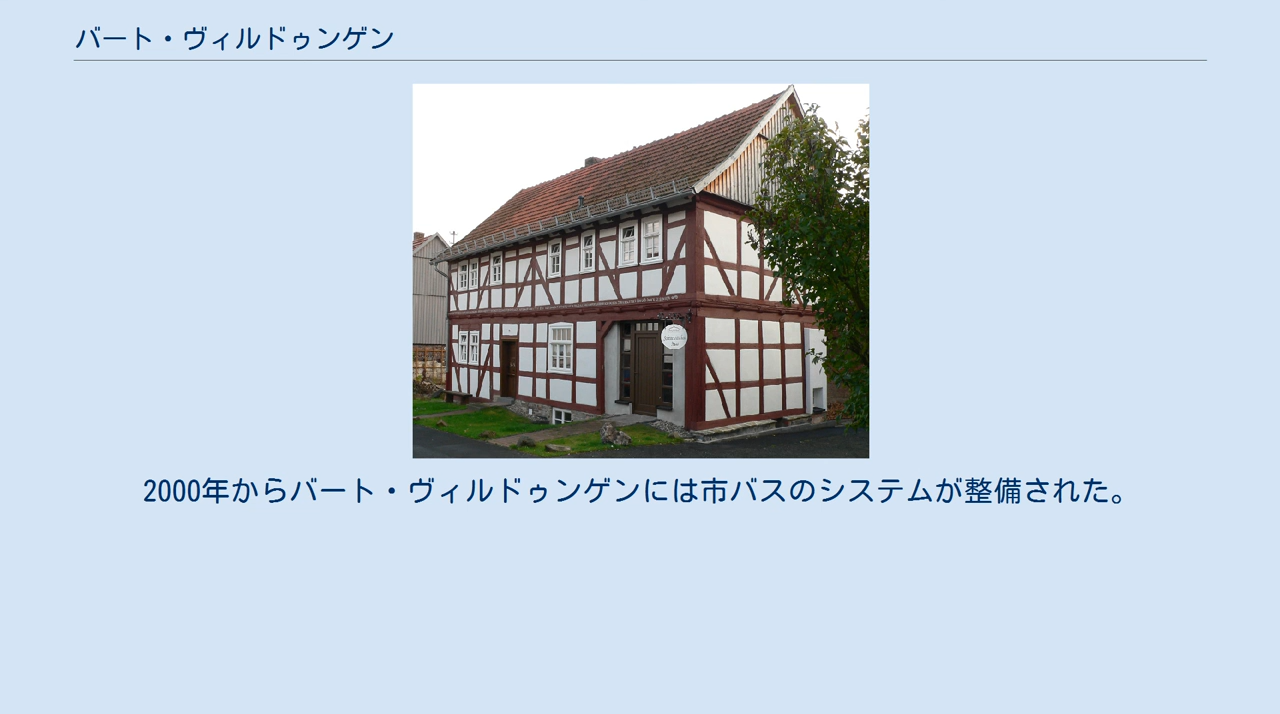 バート・ヴィルドゥンゲン
2000年からバート・ヴィルドゥンゲンには市バスのシステムが整備された。